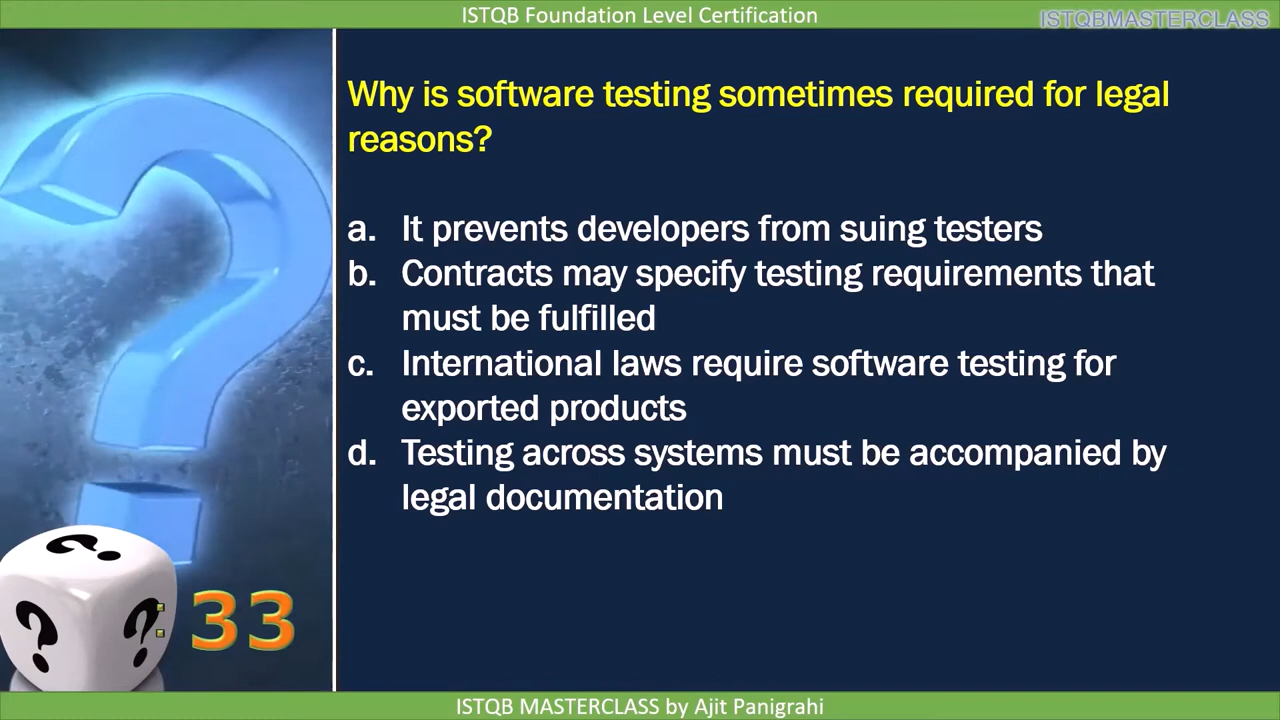 ISTQB Foundation Level Certification
ISTQBMASTERCLASS
Why is software testing sometimes required for legal
reasons?
a. It prevents developers from suing testers
b. Contracts may specify testing requirements that
must be fulfilled
c. International laws require software testing for
exported products
d. Testing across systems must be accompanied by
legal documentation
? ? ?
33
ISTQB MASTERCLASS by Ajit Panigrahi